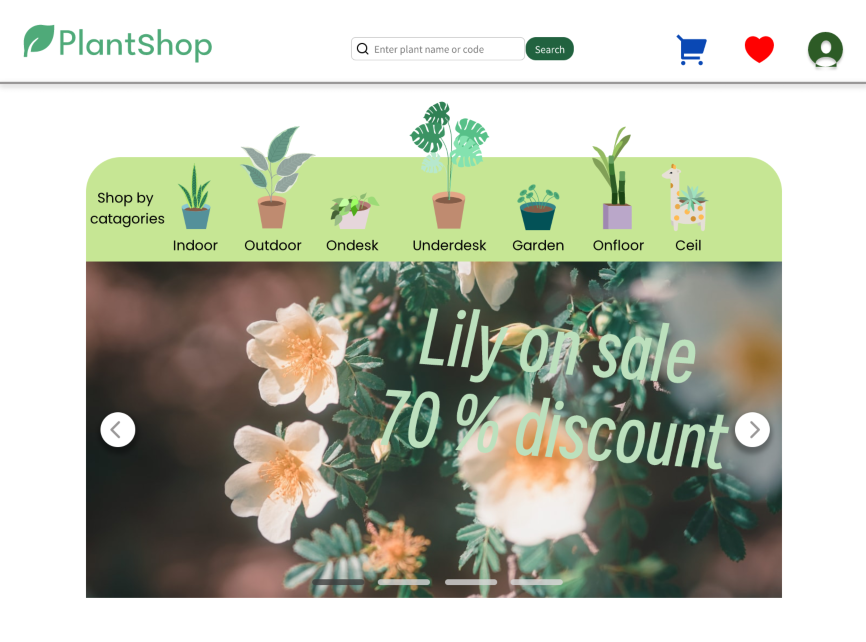 PlantShop
Enter plant name or code
Search
Shop by
catagories
Indoor
Outdoor
Ondesk
Underdesk
Garden
Onfloor
Ceil
Lily on sale
70 % discount